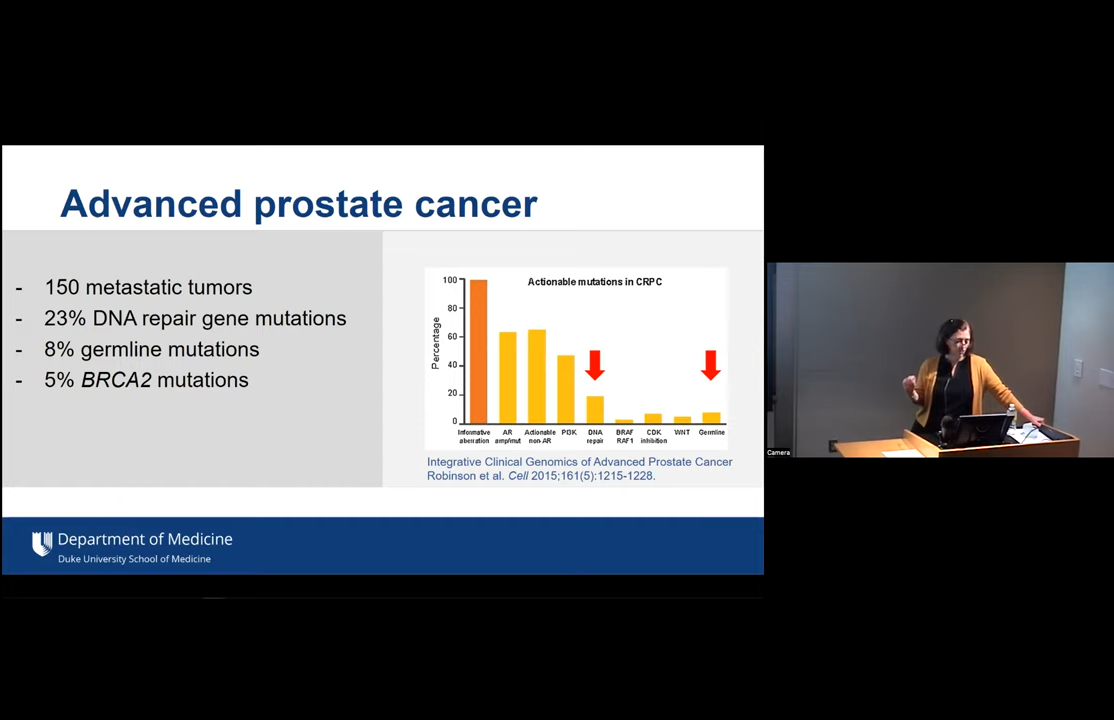 Advanced prostate cancer
- 150 metastatic tumors
- 23% DNA repair gene mutations
- 8% germline mutations
- 5% BRCA2 mutations
Actionable mutations in CRPC
Percentage
100
80
60
40
20
0
Informative
aberration
AR
amp/mut
Actionable
non-AR
PI3K
DNA
repair
BRAF
RAF1
CDK
inhibition
WNT
Germline
Integrative Clinical Genomics of Advanced Prostate Cancer
Robinson et al. Cell 2015;161(5):1215-1228.
Department of Medicine
Duke University School of Medicine
Camera